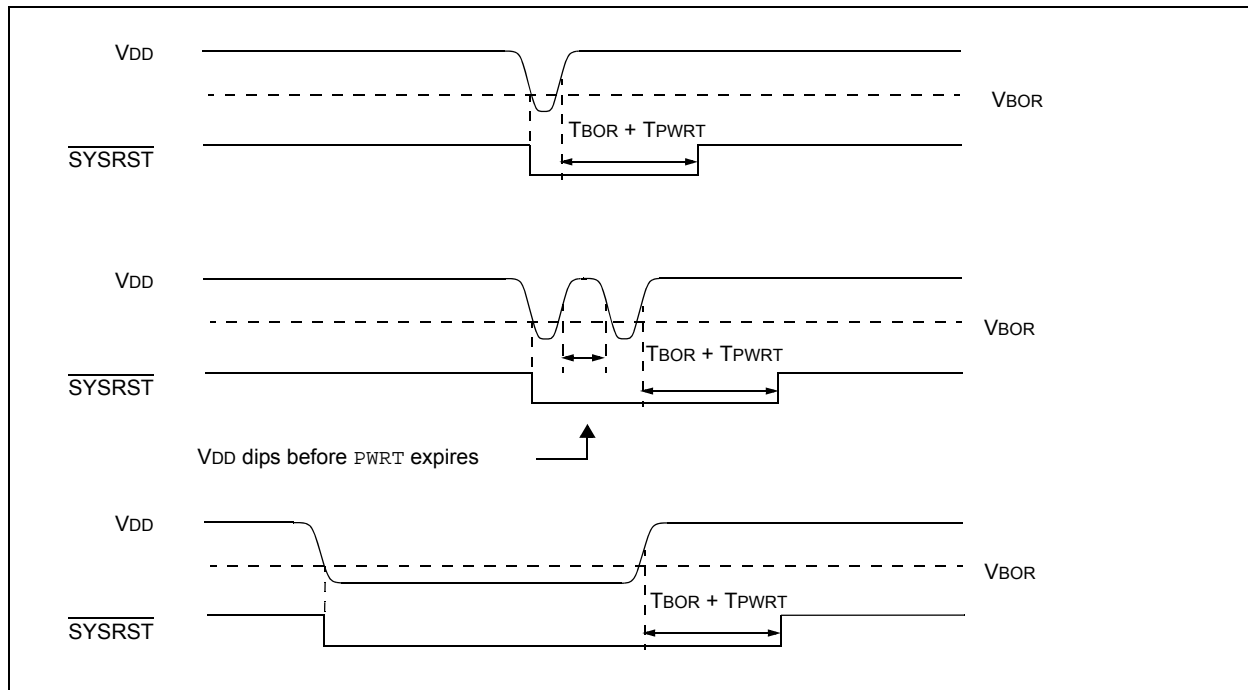 VDD
VBOR
TBOR + TPWRT
SYSRST
VDD
VBOR
TBOR + TPWRT
SYSRST
VDD dips before PWRT expires
VDD
VBOR
TBOR + TPWRT
SYSRST